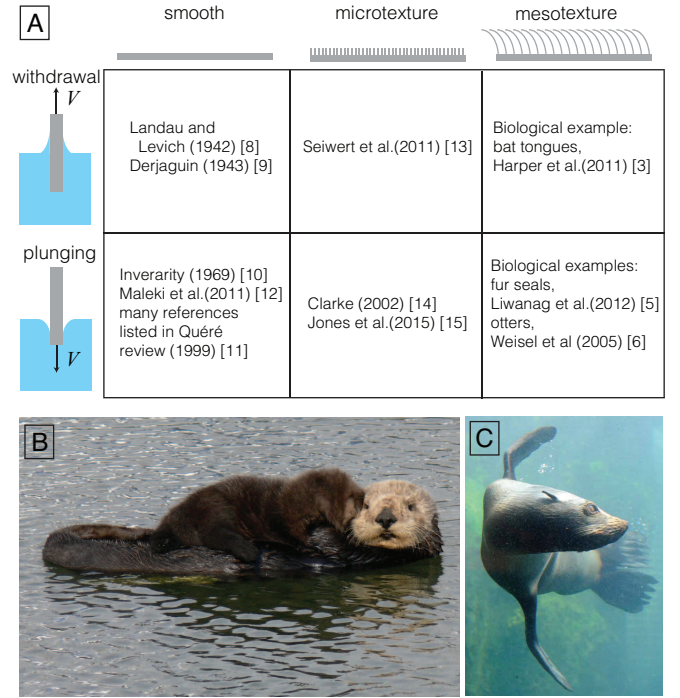 A
smooth
microtexture
mesotexture
withdrawal
V
Landau and
Levich (1942) [8]
Derjaguin (1943) [9]
Seiwert et al.(2011) [13]
Biological example:
bat tongues,
Harper et al.(2011) [3]
plunging
V
Inverarity (1969) [10]
Maleki et al.(2011) [12]
many references
listed in Quéré
review (1999) [11]
Clarke (2002) [14]
Jones et al.(2015) [15]
Biological examples:
fur seals,
Liwanag et al.(2012) [5]
otters,
Weisel et al (2005) [6]
B
C